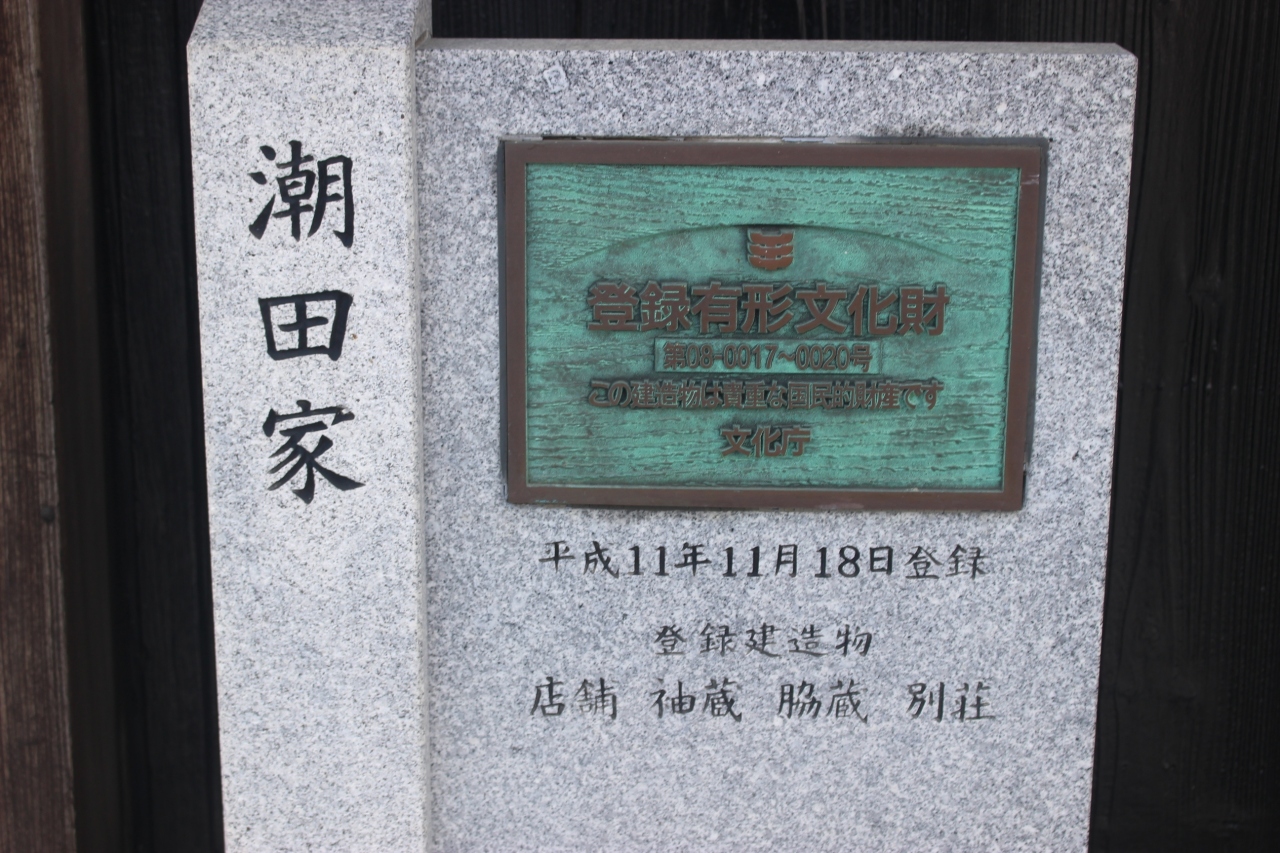 潮田家
登録有形文化財
第08-0017~0020号
この建造物は貴重な国民的財産です
文化庁
平成11年11月18日登録
登録建造物
店舗 袖蔵 脇蔵 別荘